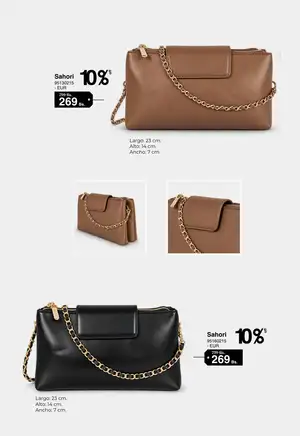 Sahori
95130215
- EUR
10%
269 Bs.
Largo: 23 cm.
Alto: 14 cm.
Ancho: 7 cm.
Sahori
95160215
- EUR
10%
269 Bs.
Largo: 23 cm.
Alto: 14 cm.
Ancho: 7 cm.